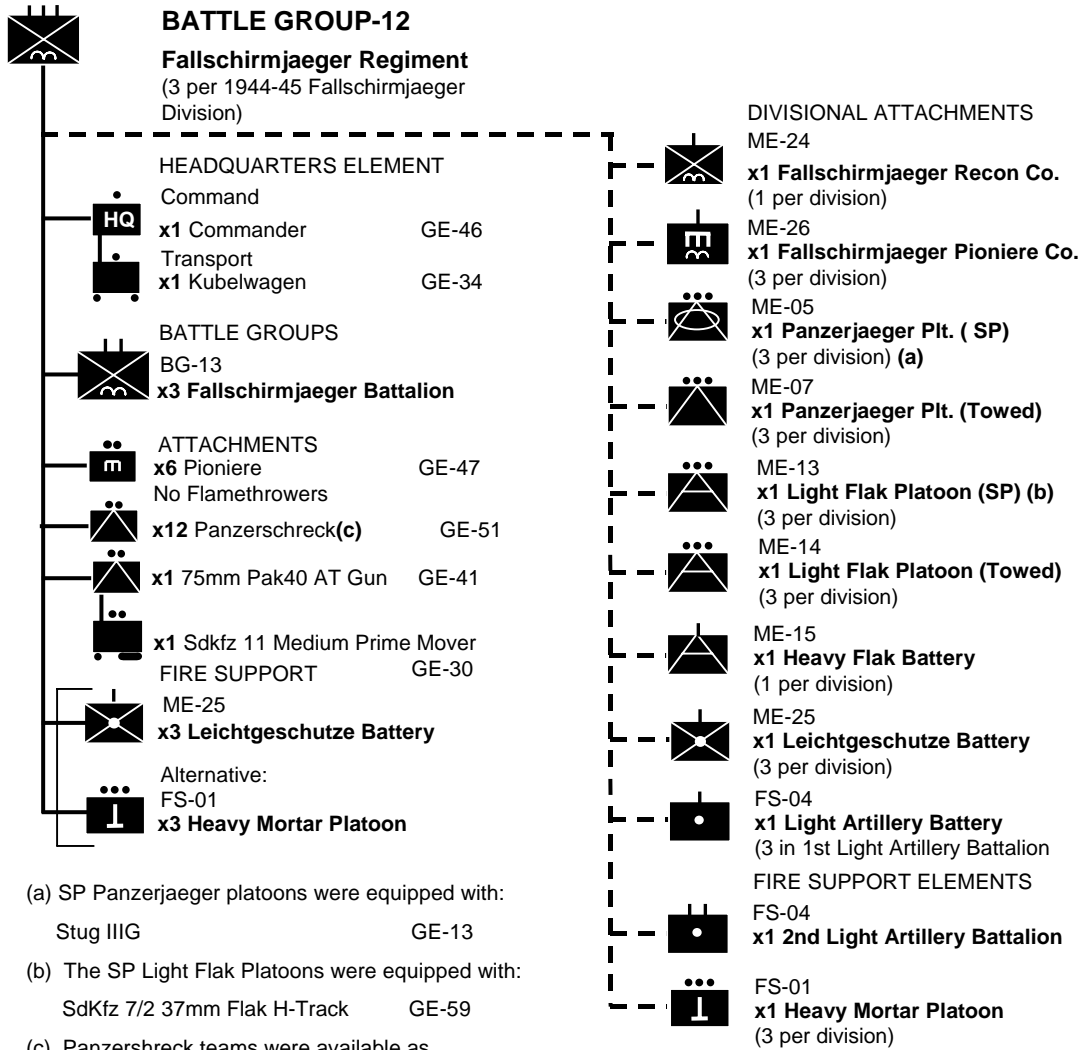 BATTLE GROUP-12
Fallschirmjaeger Regiment
(3 per 1944-45 Fallschirmjaeger
Division)
HEADQUARTERS ELEMENT
Command
HQ
x1 Commander GE-46
Transport
x1 Kubelwagen GE-34
BATTLE GROUPS
BG-13
x3 Fallschirmjaeger Battalion
ATTACHMENTS
x6 Pioniere GE-47
No Flamethrowers
x12 Panzerschreck(c) GE-51
x1 75mm Pak40 AT Gun GE-41
x1 Sdkfz 11 Medium Prime Mover
GE-30
FIRE SUPPORT
ME-25
x3 Leichtgeschutze Battery
Alternative:
FS-01
x3 Heavy Mortar Platoon
(a) SP Panzerjaeger platoons were equipped with:
Stug IIIG GE-13
(b) The SP Light Flak Platoons were equipped with:
SdKfz 7/2 37mm Flak H-Track GE-59
(c) Panzershreck teams were available as
DIVISIONAL ATTACHMENTS
ME-24
x1 Fallschirmjaeger Recon Co.
(1 per division)
ME-26
x1 Fallschirmjaeger Pioniere Co.
(3 per division)
ME-05
x1 Panzerjaeger Plt. ( SP)
(3 per division) (a)
ME-07
x1 Panzerjaeger Plt. (Towed)
(3 per division)
ME-13
x1 Light Flak Platoon (SP) (b)
(3 per division)
ME-14
x1 Light Flak Platoon (Towed)
(3 per division)
ME-15
x1 Heavy Flak Battery
(1 per division)
ME-25
x1 Leichtgeschutze Battery
(3 per division)
FS-04
x1 Light Artillery Battery
(3 in 1st Light Artillery Battalion
FIRE SUPPORT ELEMENTS
FS-04
x1 2nd Light Artillery Battalion
FS-01
x1 Heavy Mortar Platoon
(3 per division)